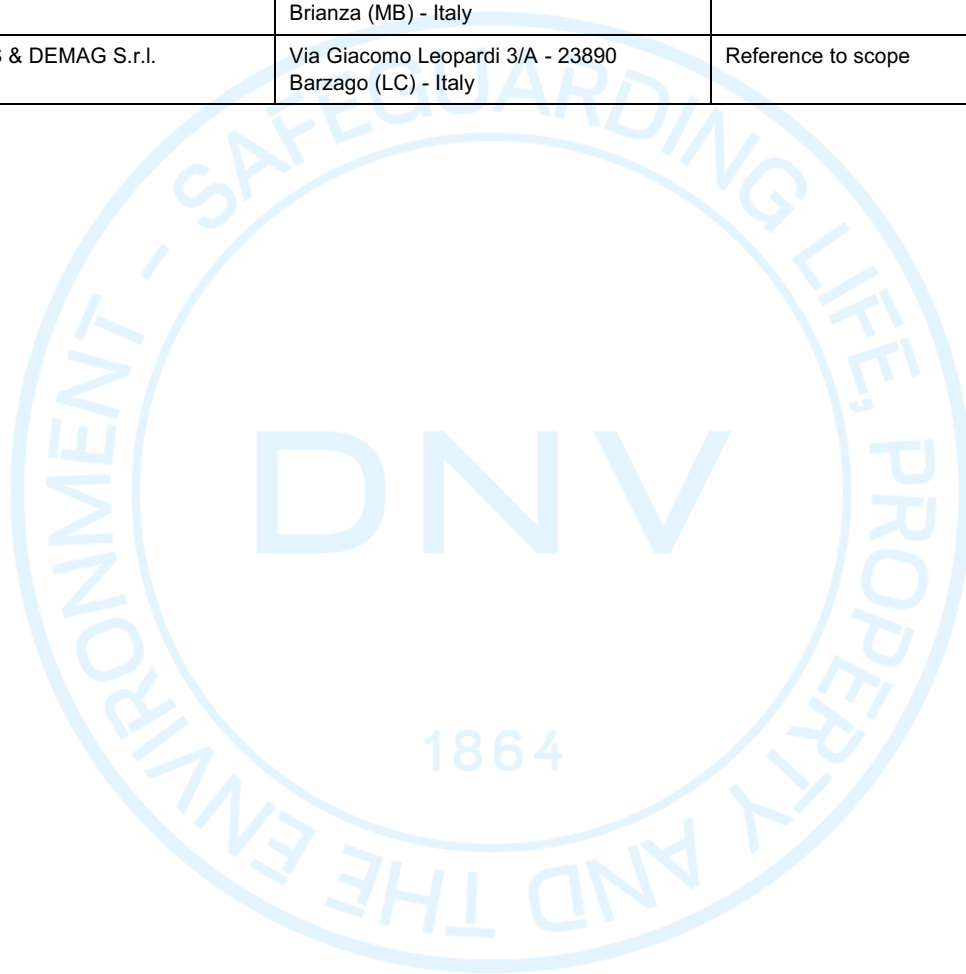 Brianza (MB) - Italy
& DEMAG S.r.l.
Via Giacomo Leopardi 3/A - 23890
Barzago (LC) - Italy
Reference to scope
SAFEGUARDING LIFE, PROPERTY AND THE ENVIRONMENT -
DNV
1864